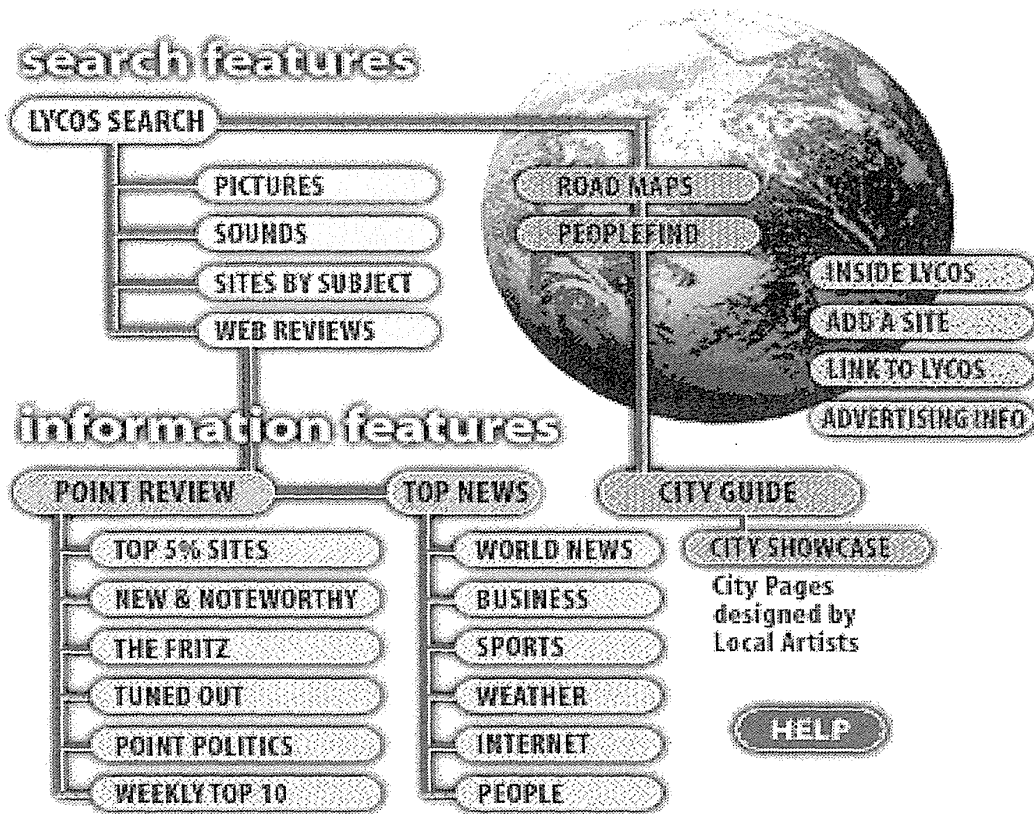 search features
LYCOS SEARCH
PICTURES
SOUNDS
SITES BY SUBJECT
WEB REVIEWS
ROAD MAPS
PEOPLEFIND
INSIDE LYCOS
ADD A SITE
LINK TO LYCOS
ADVERTISING INFO
information features
POINT REVIEW
TOP 5% SITES
NEW & NOTEWORTHY
THE FRITZ
TUNED OUT
POINT POLITICS
WEEKLY TOP 10
TOP NEWS
WORLD NEWS
BUSINESS
SPORTS
WEATHER
INTERNET
PEOPLE
CITY GUIDE
CITY SHOWCASE
City Pages
designed by
Local Artists
HELP